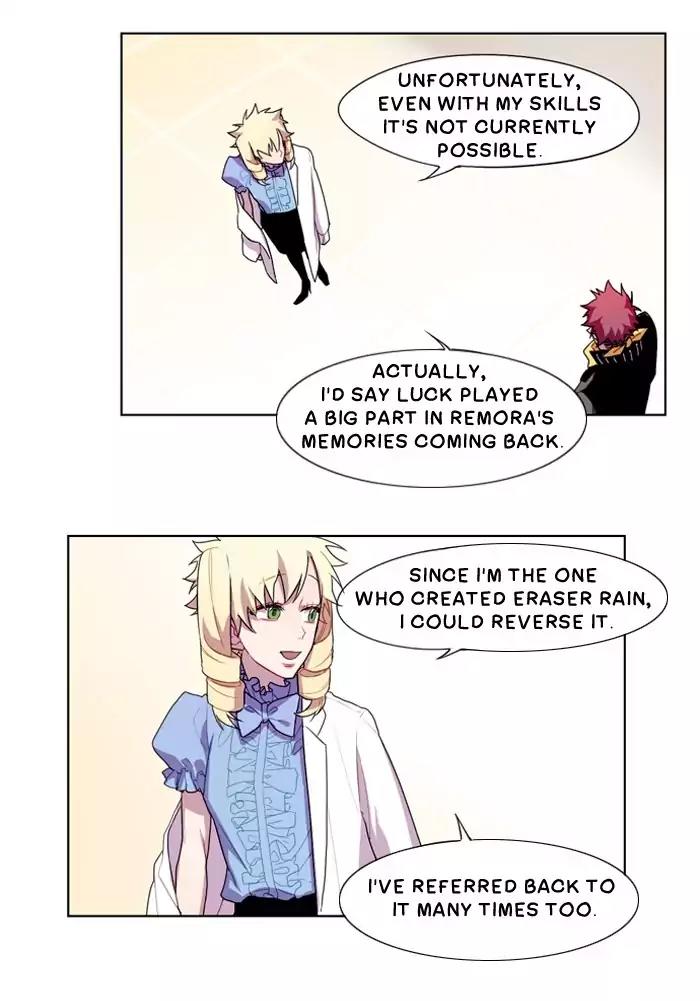 UNFORTUNATELY,
EVEN WITH MY SKILLS
IT'S NOT CURRENTLY
POSSIBLE.
ACTUALLY,
I'D SAY LUCK PLAYED
A BIG PART IN REMORA'S
MEMORIES COMING BACK.
SINCE I'M THE ONE
WHO CREATED ERASER RAIN,
I COULD REVERSE IT.
I'VE REFERRED BACK TO
IT MANY TIMES TOO.